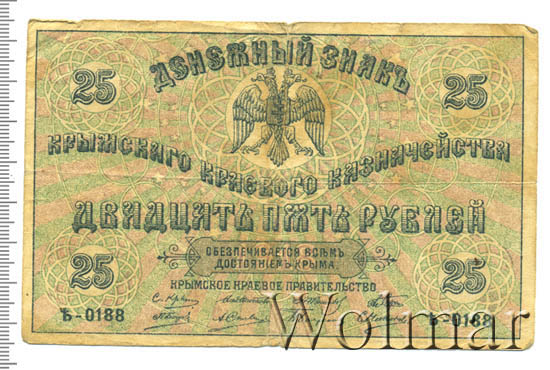 ДЕНЕЖНЫЙ ЗНАКЪ
25 25
КРЫМСКАГО КРАЕВОГО КАЗНАЧЕЙСТВА
ДВАДЦАТЬ ПЯТЬ РУБЛЕЙ
ОБЕЗПЕЧИВАЕТСЯ ВСѢМЪ
ДОСТОЯНІЕМЪ КРЫМА.
25 25
КРЫМСКОЕ КРАЕВОЕ ПРАВИТЕЛЬСТВО
Ѣ-0188 Ѣ-0188
Wolmar